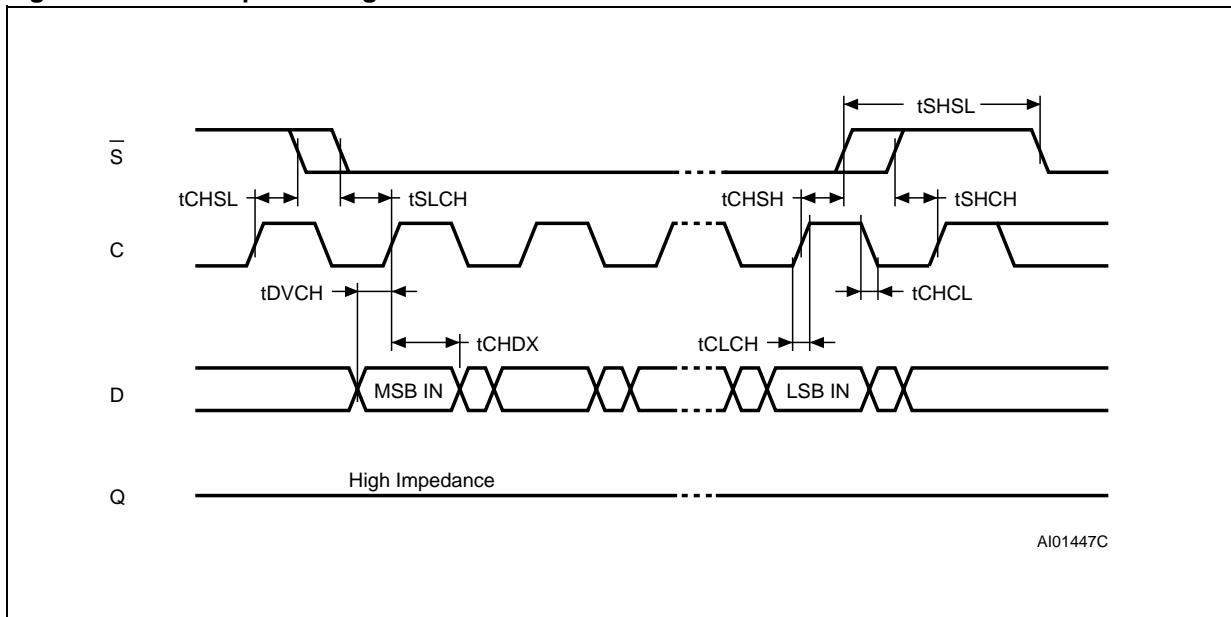 tSHSL
S
tCHSL
tSLCH
tCHSH
tSHCH
C
tDVCH
tCHCL
tCHDX
tCLCH
D
MSB IN
LSB IN
High Impedance
Q
AI01447C